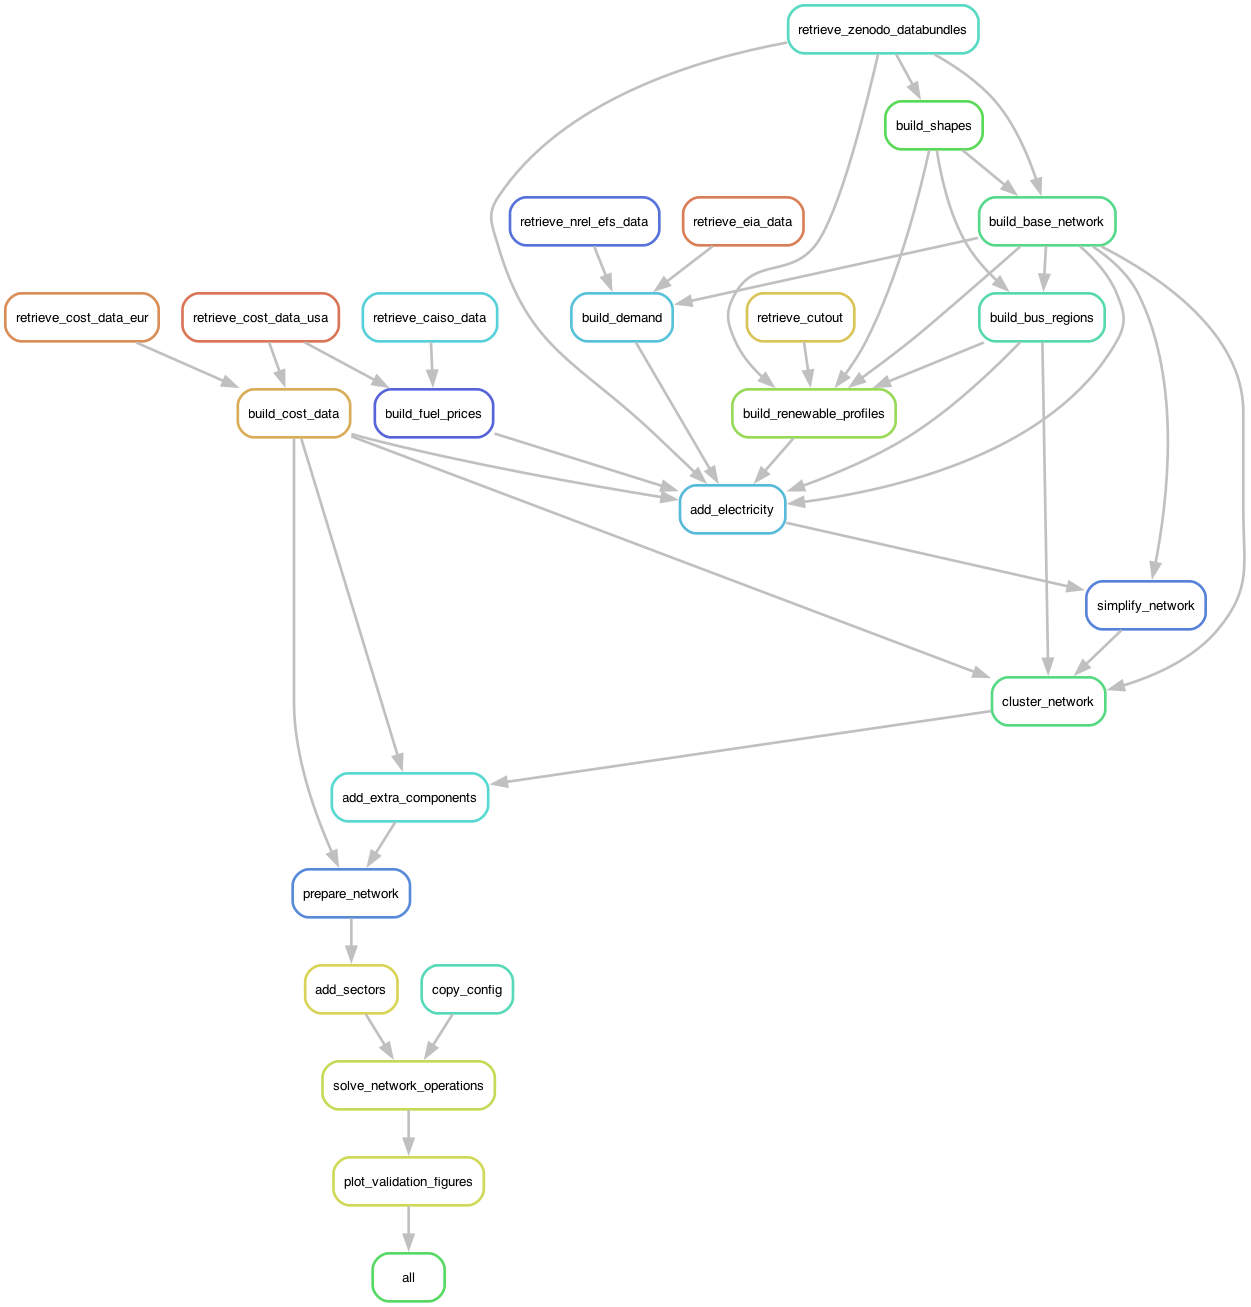 retrieve_zenodo_databundles
build_shapes
retrieve_nrel_efs_data
retrieve_eia_data
build_base_network
retrieve_cost_data_eur
retrieve_cost_data_usa
retrieve_caiso_data
build_demand
retrieve_cutout
build_bus_regions
build_cost_data
build_fuel_prices
build_renewable_profiles
add_electricity
simplify_network
cluster_network
add_extra_components
prepare_network
add_sectors
copy_config
solve_network_operations
plot_validation_figures
all